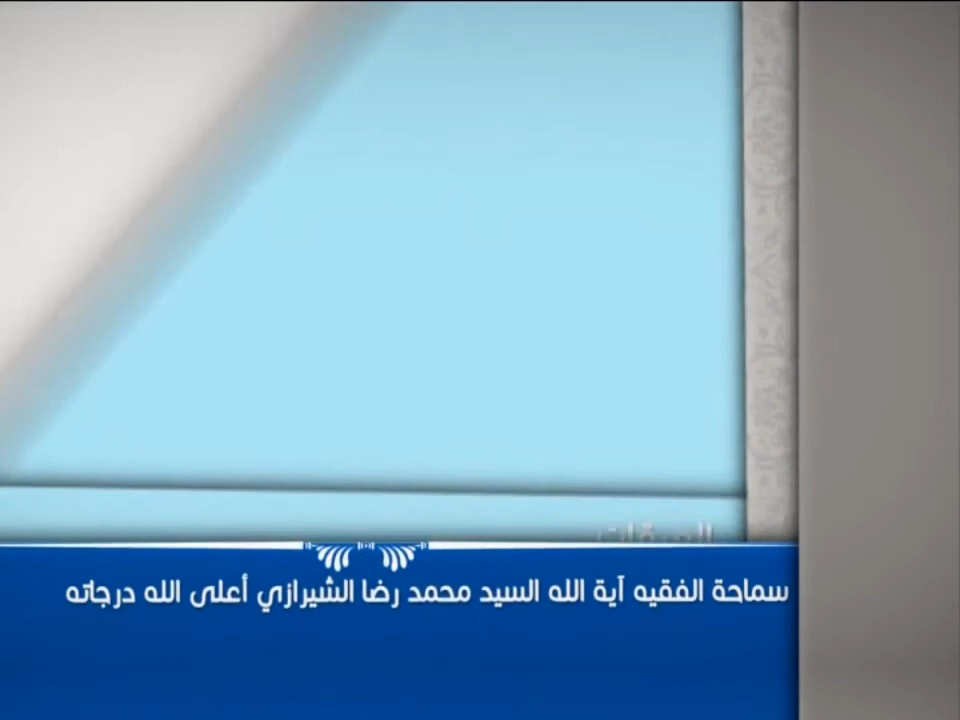 سماحة الفقيه آية الله السيد محمد رضا الشيرازي أعلى الله درجاته